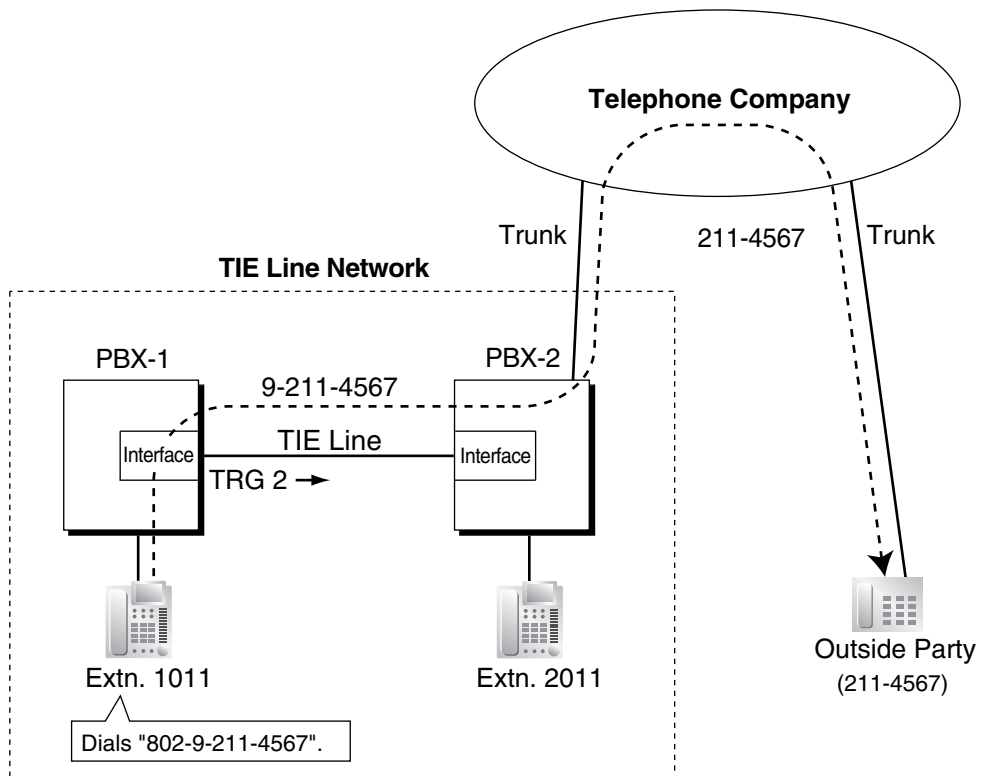 Telephone Company
Trunk
211-4567
Trunk
TIE Line Network
PBX-1
PBX-2
9-211-4567
Interface
TIE Line
Interface
TRG 2
Extn. 1011
Extn. 2011
Outside Party
(211-4567)
Dials "802-9-211-4567".